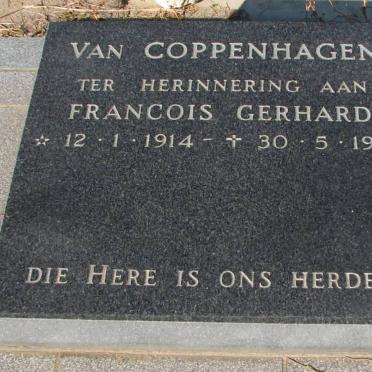 VAN COPPENHAGEN
TER HERINNERING AAN
FRANCOIS GERHARD
☆ 12 · 1 · 1914 – ✝ 30 · 5 · 19
DIE HERE IS ONS HERDE